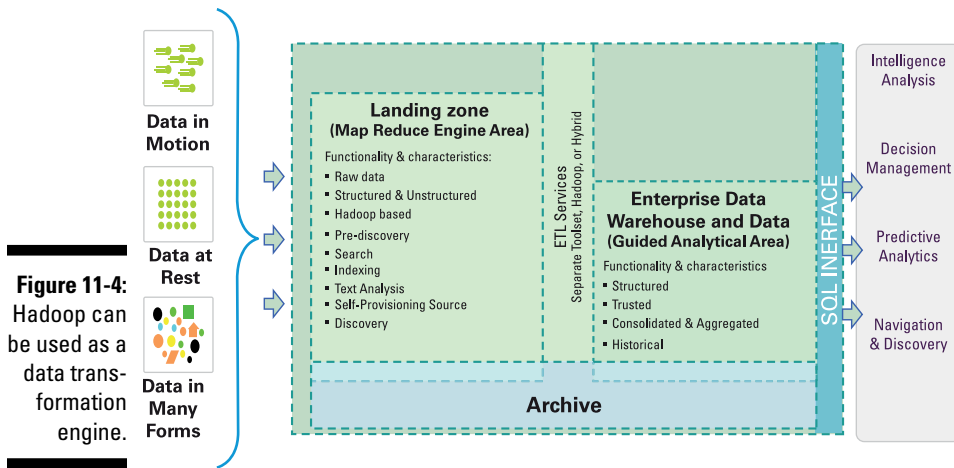 Figure 11-4:
Hadoop can
be used as a
data trans-
formation
engine.
Data in
Motion
Data at
Rest
Data in
Many
Forms
Landing zone
(Map Reduce Engine Area)
Functionality & characteristics:
▪ Raw data
▪ Structured & Unstructured
▪ Hadoop based
▪ Pre-discovery
▪ Search
▪ Indexing
▪ Text Analysis
▪ Self-Provisioning Source
▪ Discovery
ETL Services
Separate Toolset, Hadoop, or Hybrid
Enterprise Data
Warehouse and Data
(Guided Analytical Area)
Functionality & characteristics
▪ Structured
▪ Trusted
▪ Consolidated & Aggregated
▪ Historical
Archive
SQL INERFACE
Intelligence
Analysis
Decision
Management
Predictive
Analytics
Navigation
& Discovery